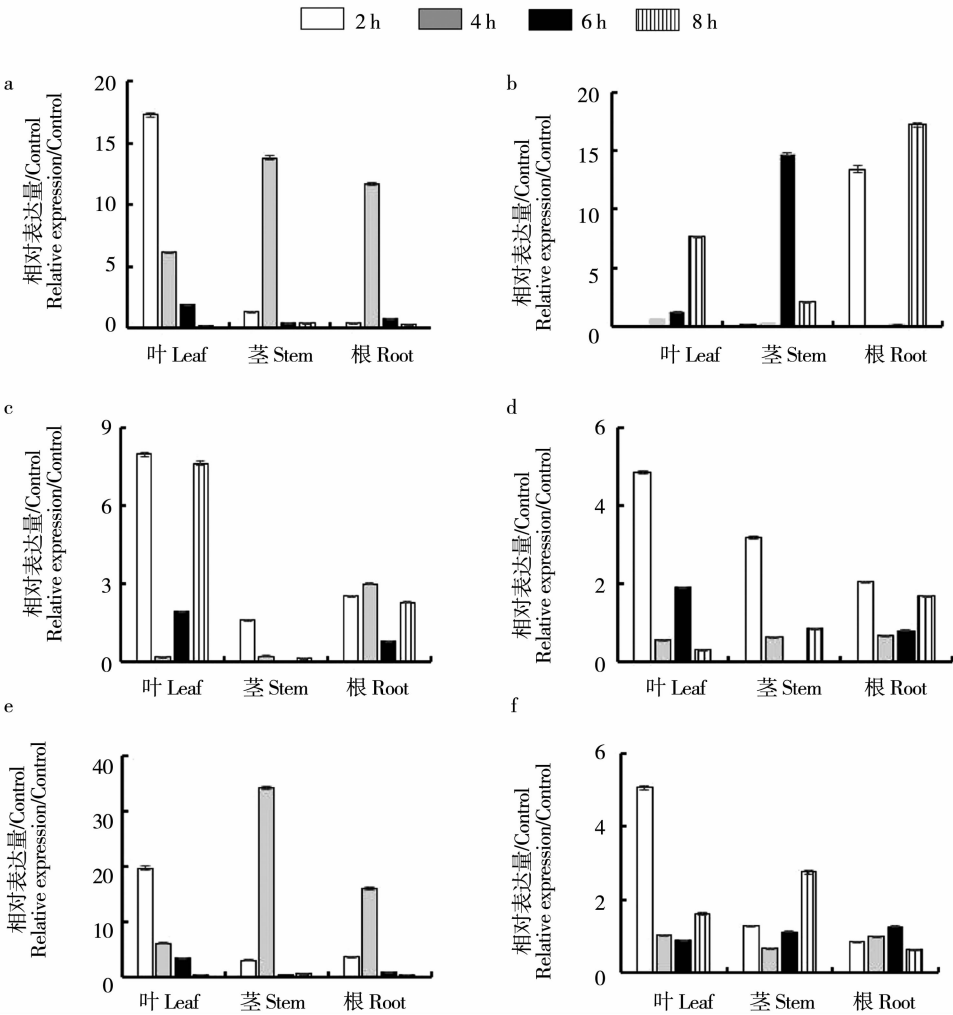 2 h 4 h 6 h 8 h
a
相对表达量/Control
Relative expression/Control
20
15
10
5
0
叶 Leaf 茎 Stem 根 Root
b
相对表达量/Control
Relative expression/Control
20
15
10
5
0
叶 Leaf 茎 Stem 根 Root
c
相对表达量/Control
Relative expression/Control
9
6
3
0
叶 Leaf 茎 Stem 根 Root
d
相对表达量/Control
Relative expression/Control
6
4
2
0
叶 Leaf 茎 Stem 根 Root
e
相对表达量/Control
Relative expression/Control
40
30
20
10
0
叶 Leaf 茎 Stem 根 Root
f
相对表达量/Control
Relative expression/Control
6
4
2
0
叶 Leaf 茎 Stem 根 Root